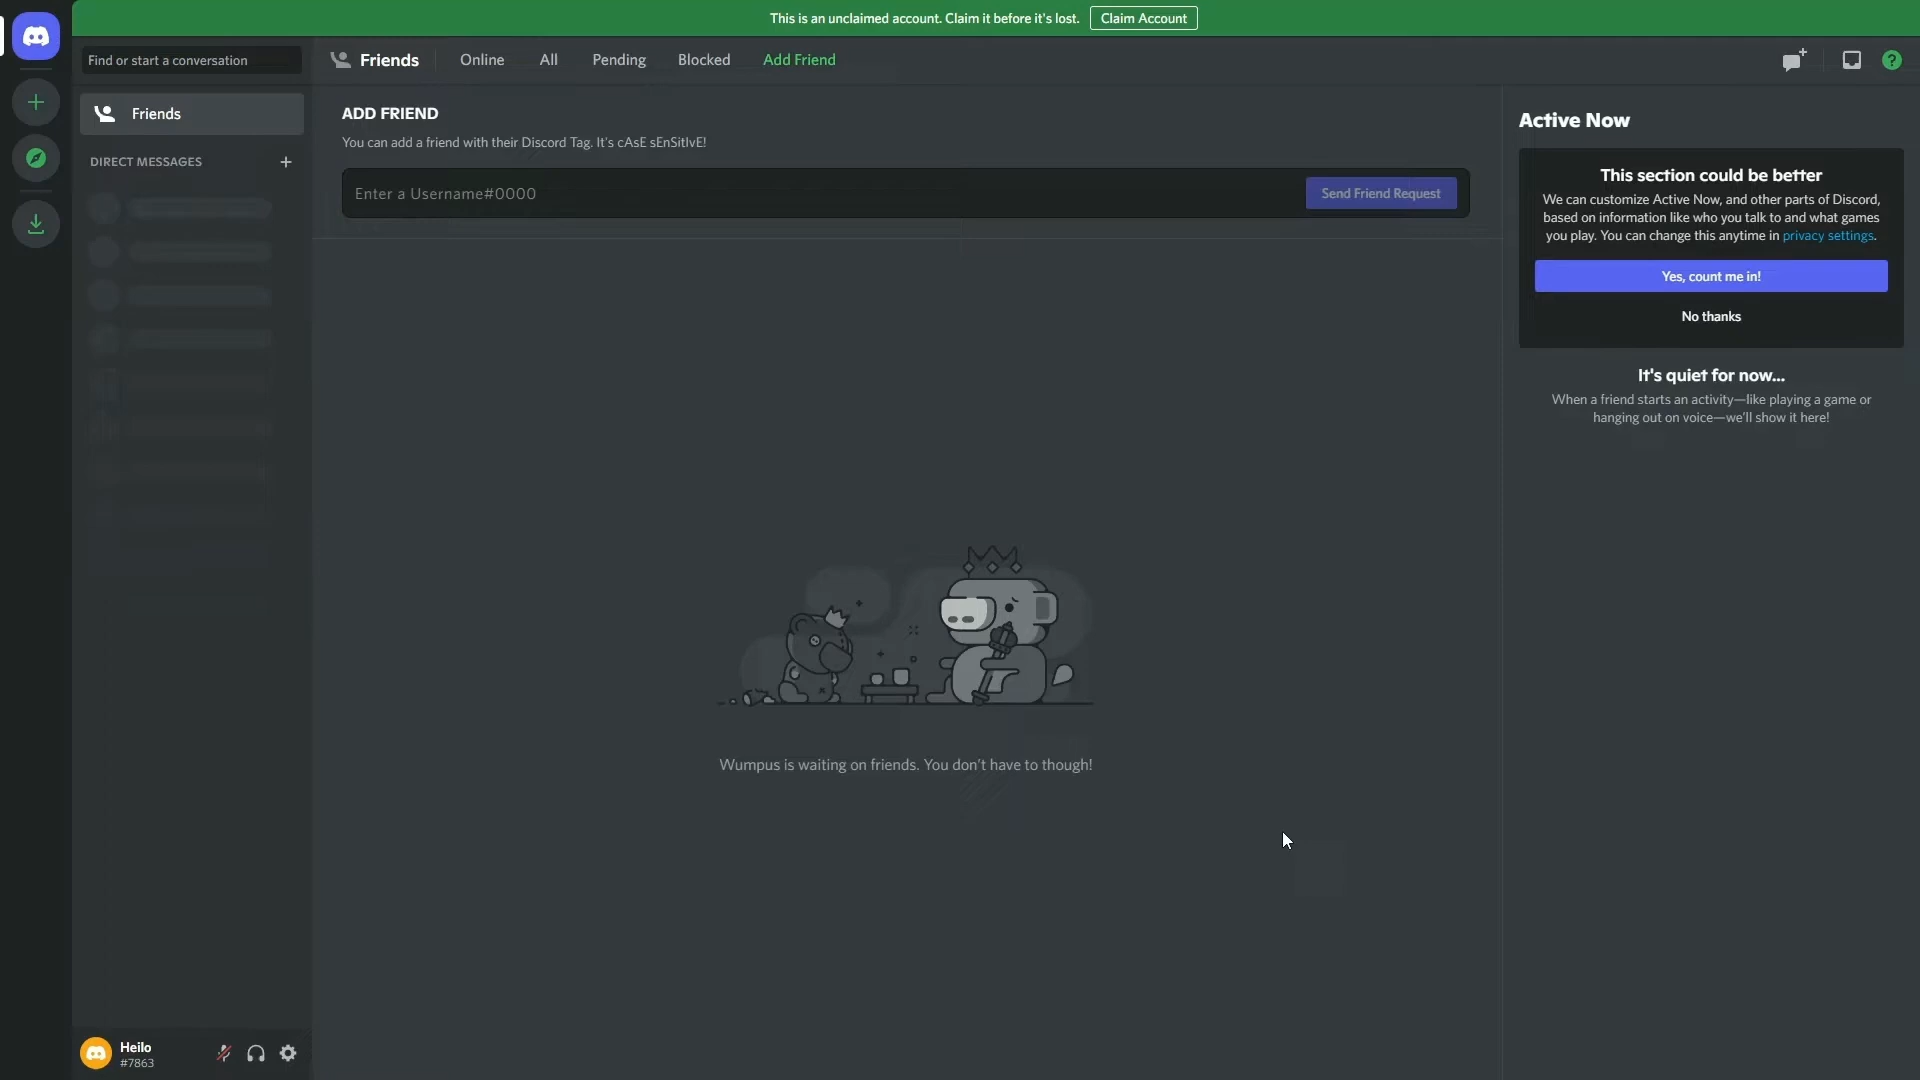 This is an unclaimed account. Claim it before it's lost.
Claim Account
Find or start a conversation
Friends
Online
All
Pending
Blocked
Add Friend
Friends
DIRECT MESSAGES
ADD FRIEND
You can add a friend with their Discord Tag. It's cAsE sEnSitIvE!
Enter a Username#0000
Send Friend Request
Wumpus is waiting on friends. You don't have to though!
Active Now
This section could be better
We can customize Active Now, and other parts of Discord,
based on information like who you talk to and what games
you play. You can change this anytime in privacy settings.
Yes, count me in!
No thanks
It's quiet for now...
When a friend starts an activity—like playing a game or
hanging out on voice—we'll show it here!
Heilo
#7863